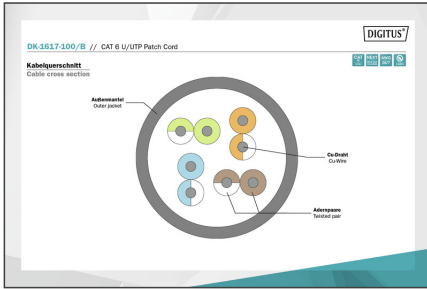 DIGITUS®
DK-1617-100/B // CAT 6 U/UTP Patch Cord
Kabelquerschnitt
Cable cross section
Außenmantel
Outer jacket
Cu-Draht
Cu-Wire
Aderspaare
Twisted pair